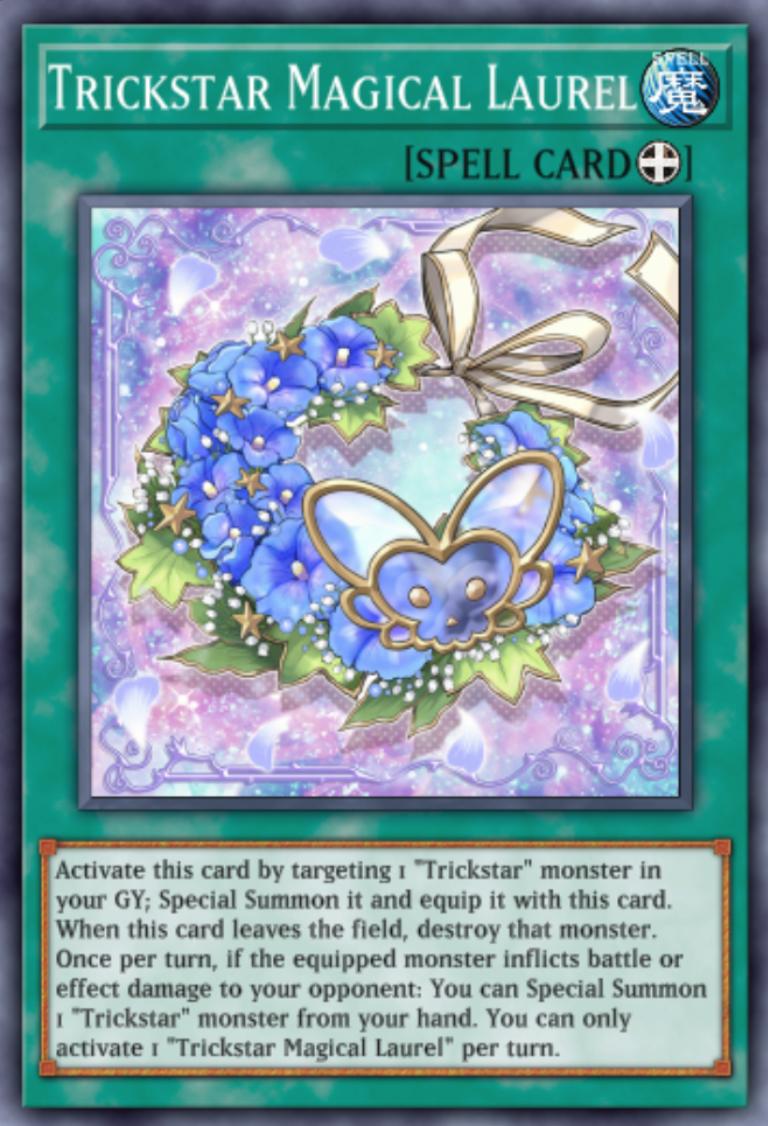 Trickstar Magical Laurel
SPELL
魔
[SPELL CARD]
Activate this card by targeting 1 "Trickstar" monster in
your GY; Special Summon it and equip it with this card.
When this card leaves the field, destroy that monster.
Once per turn, if the equipped monster inflicts battle or
effect damage to your opponent: You can Special Summon
1 "Trickstar" monster from your hand. You can only
activate 1 "Trickstar Magical Laurel" per turn.